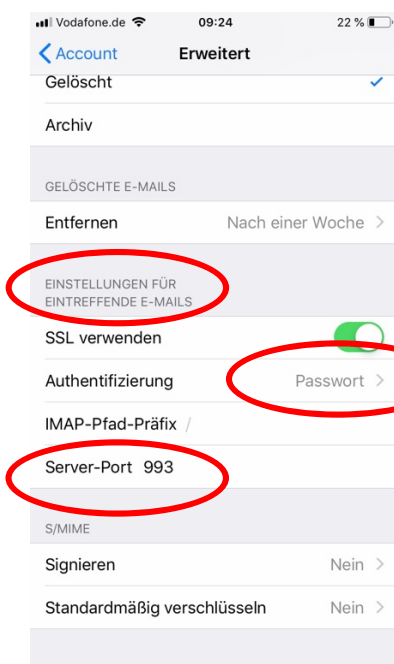 Vodafone.de 09:24 22 %
Account Erweitert
Gelöscht
Archiv
GELÖSCHTE E-MAILS
Entfernen Nach einer Woche
EINSTELLUNGEN FÜR
EINTREFFENDE E-MAILS
SSL verwenden
Authentifizierung Passwort
IMAP-Pfad-Präfix /
Server-Port 993
S/MIME
Signieren Nein
Standardmäßig verschlüsseln Nein